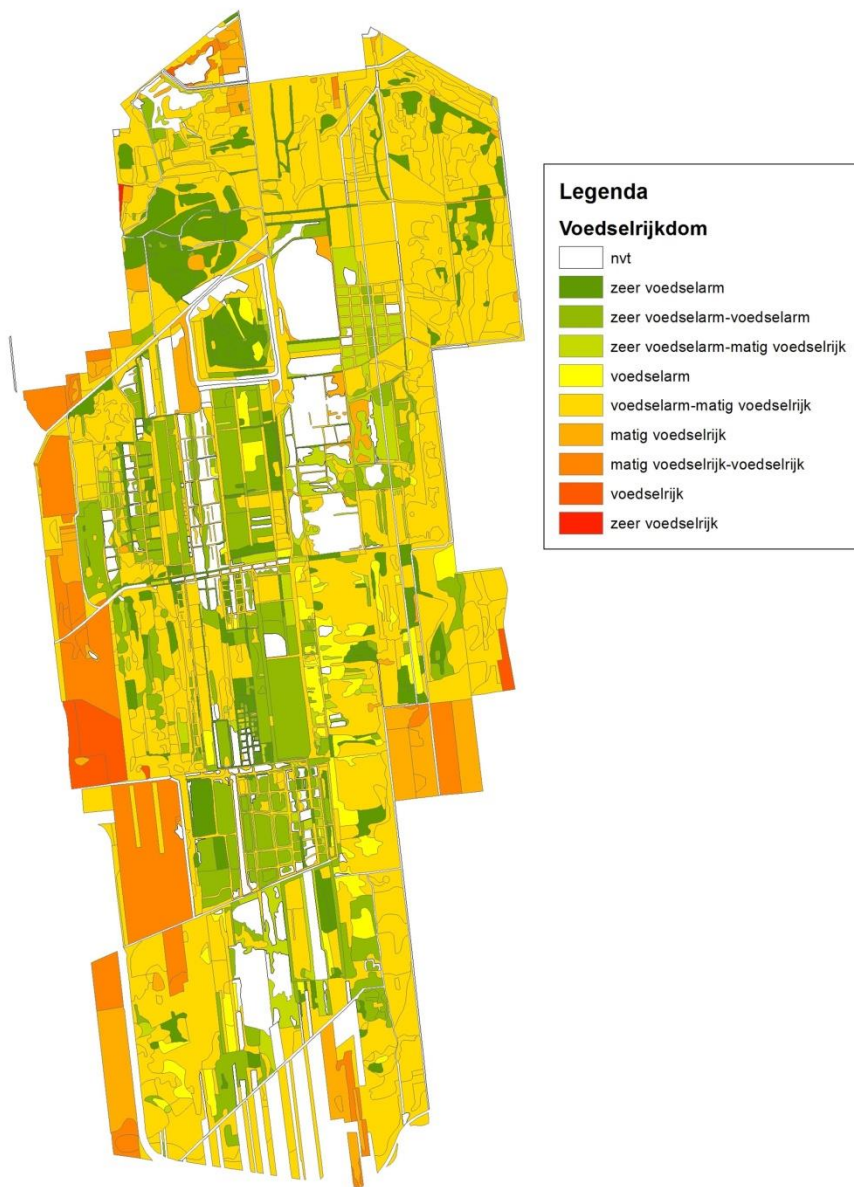 Legenda
Voedselrijkdom
nvt
zeer voedselarm
zeer voedselarm-voedselarm
zeer voedselarm-matig voedselrijk
voedselarm
voedselarm-matig voedselrijk
matig voedselrijk
matig voedselrijk-voedselrijk
voedselrijk
zeer voedselrijk